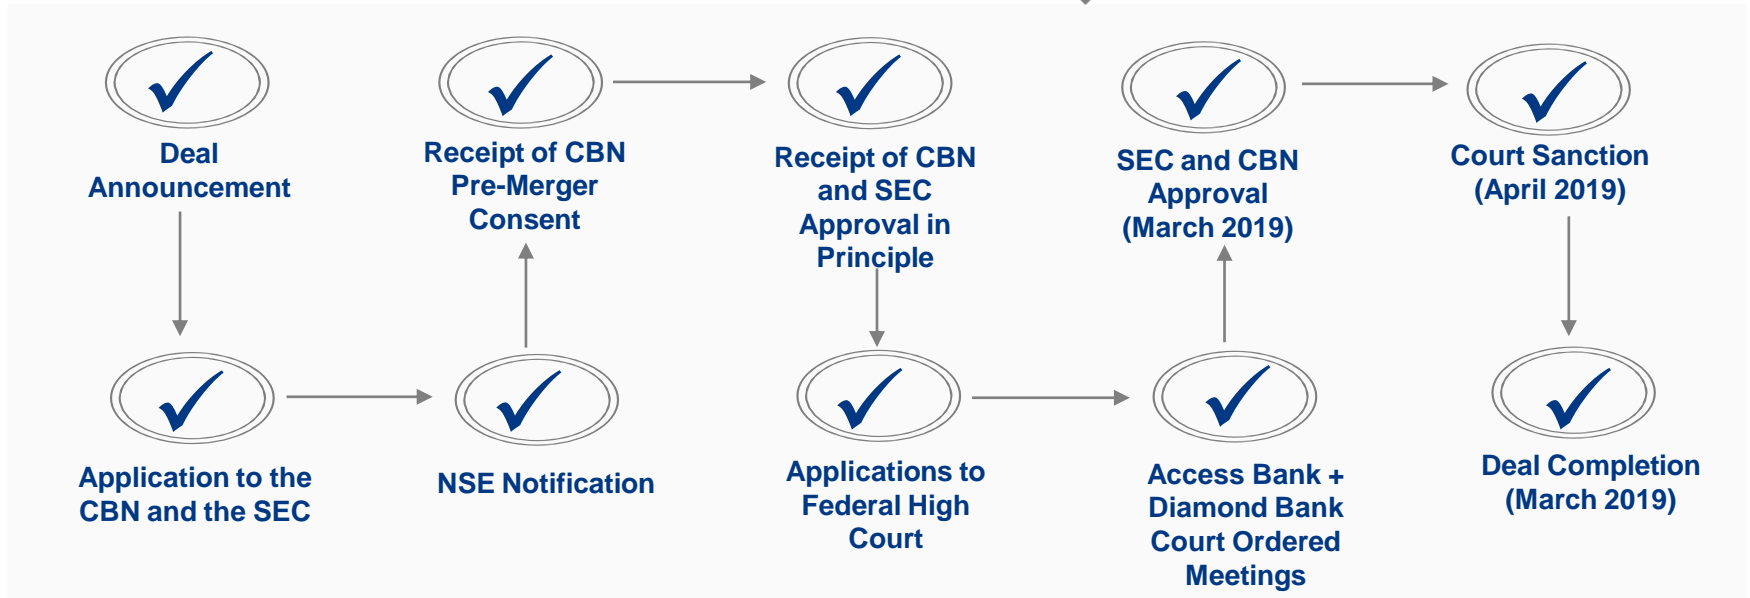 Deal
Announcement
Application to the
CBN and the SEC
NSE Notification
Receipt of CBN
Pre-Merger
Consent
Receipt of CBN
and SEC
Approval in
Principle
Applications to
Federal High
Court
Access Bank +
Diamond Bank
Court Ordered
Meetings
SEC and CBN
Approval
(March 2019)
Court Sanction
(April 2019)
Deal Completion
(March 2019)